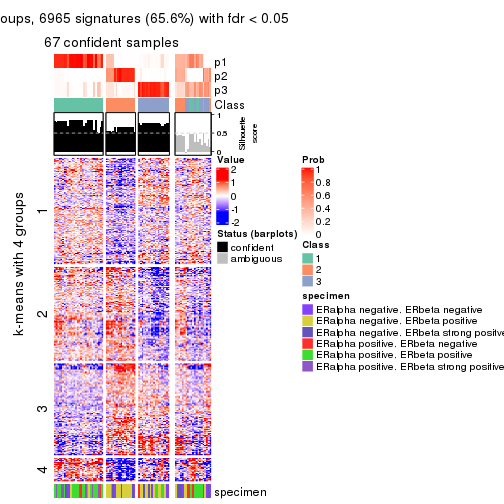 oups, 6965 signatures (65.6%) with fdr < 0.05
67 confident samples
p1
p2
p3
Class
1
0.5
0
Silhouette
score
k-means with 4 groups
1
2
3
4
specimen
Value
2
1
0
-1
-2
Status (barplots)
confident
ambiguous
Prob
1
0.8
0.6
0.4
0.2
0
Class
1
2
3
specimen
ERalpha negative. ERbeta negative
ERalpha negative. ERbeta positive
ERalpha negative. ERbeta strong positive
ERalpha positive. ERbeta negative
ERalpha positive. ERbeta positive
ERalpha positive. ERbeta strong positive